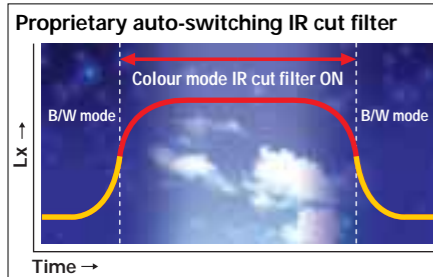 Proprietary auto-switching IR cut filter
Colour mode IR cut filter ON
B/W mode
B/W mode
Lx →
Time →